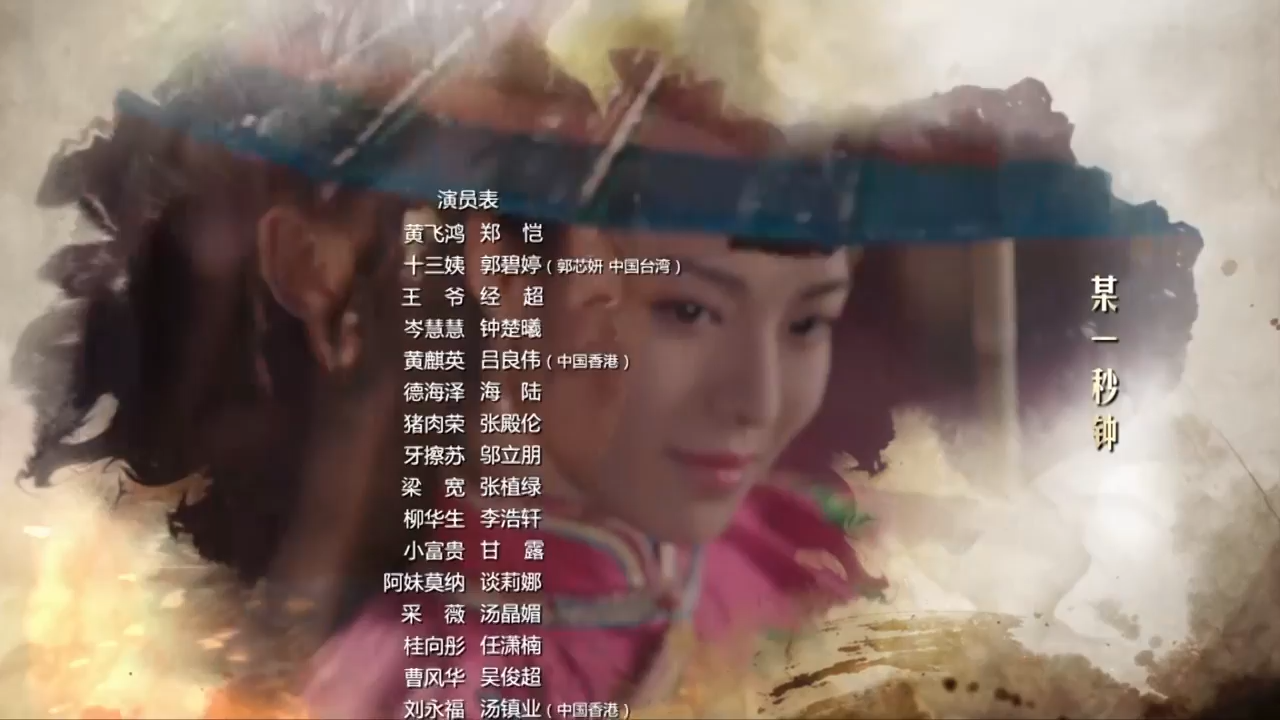 演员表
黄飞鸿 郑 恺
十三姨 郭碧婷(郭芯妍 中国台湾)
王 爷 经 超
岑慧慧 钟楚曦
黄麒英 吕良伟(中国香港)
德海泽 海 陆
猪肉荣 张殿伦
牙擦苏 邬立朋
梁 宽 张植绿
柳华生 李浩轩
小富贵 甘 露
阿妹莫纳 谈莉娜
采 薇 汤晶媚
桂向彤 任潇楠
曹风华 吴俊超
刘永福 汤镇业(中国香港)
某一秒钟